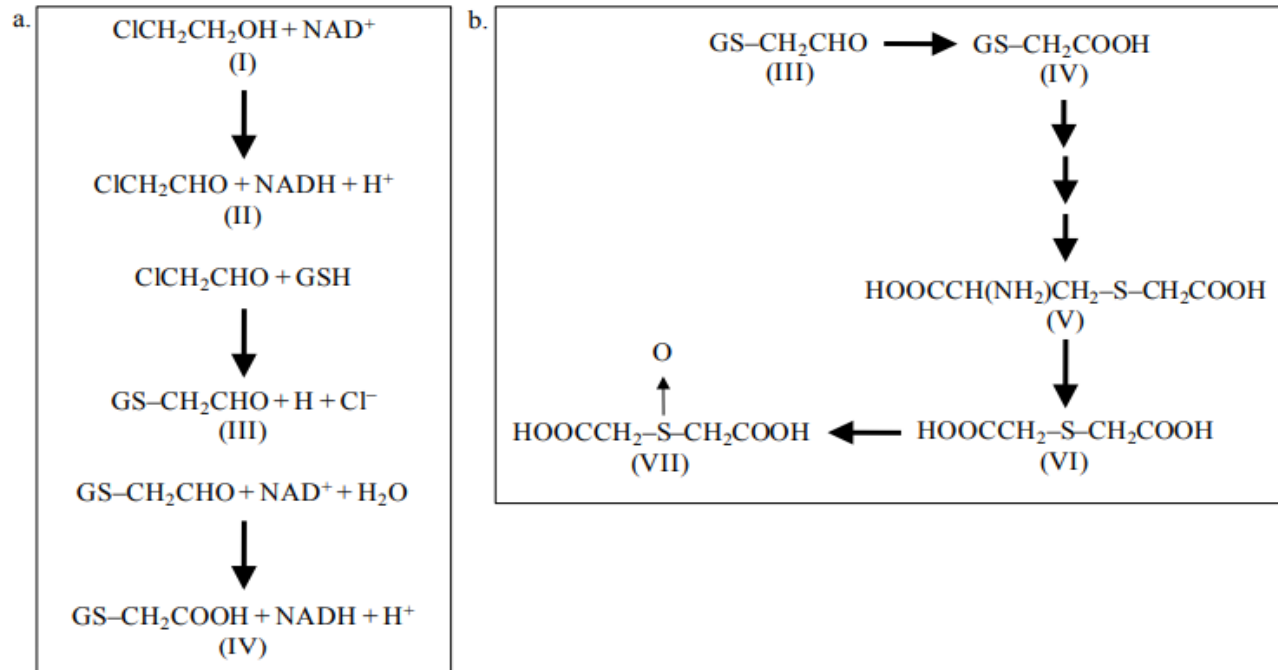 a.
ClCH₂CH₂OH + NAD⁺
(I)
ClCH₂CHO + NADH + H⁺
(II)
ClCH₂CHO + GSH
GS–CH₂CHO + H + Cl⁻
(III)
GS–CH₂CHO + NAD⁺ + H₂O
GS–CH₂COOH + NADH + H⁺
(IV)
b.
GS–CH₂CHO
(III)
GS–CH₂COOH
(IV)
HOOCCH(NH₂)CH₂–S–CH₂COOH
(V)
HOOCCH₂–S–CH₂COOH
(VI)
O
HOOCCH₂–S–CH₂COOH
(VII)